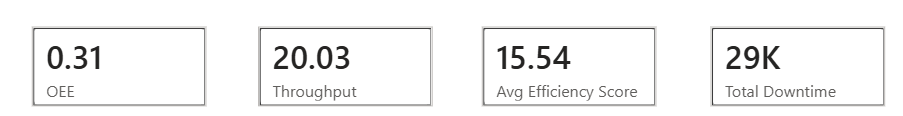 0.31
OEE
20.03
Throughput
15.54
Avg Efficiency Score
29K
Total Downtime